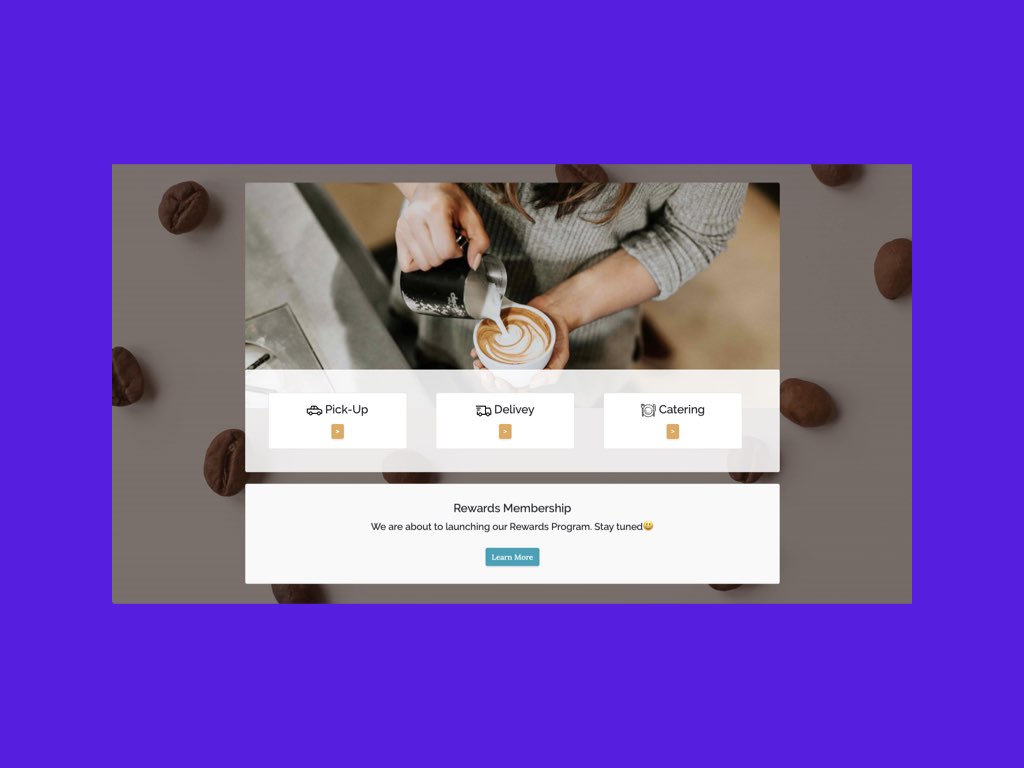 Pick-Up
>
Delivey
>
Catering
>
Rewards Membership
We are about to launching our Rewards Program. Stay tuned😃
Learn More